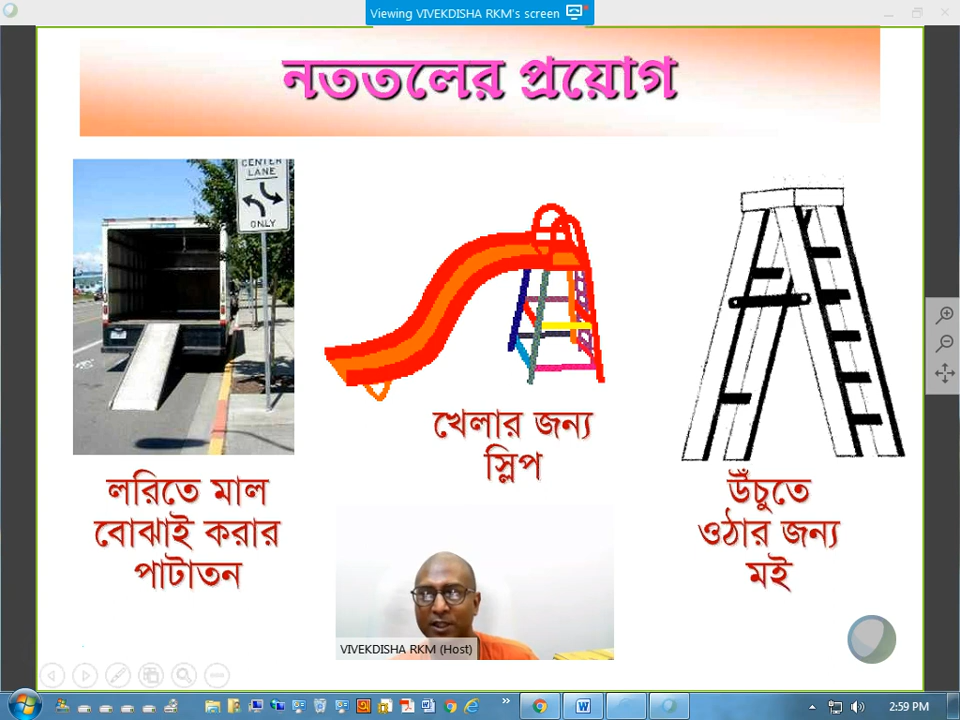 Viewing VIVEKDISHA RKM's screen
নততলের প্রয়োগ
CENTER
LANE
ONLY
খেলার জন্য
স্লিপ
লরিতে মাল
বোঝাই করার
পাটাতন
উঁচুতে
ওঠার জন্য
মই
VIVEKDISHA RKM (Host)
2:59 PM